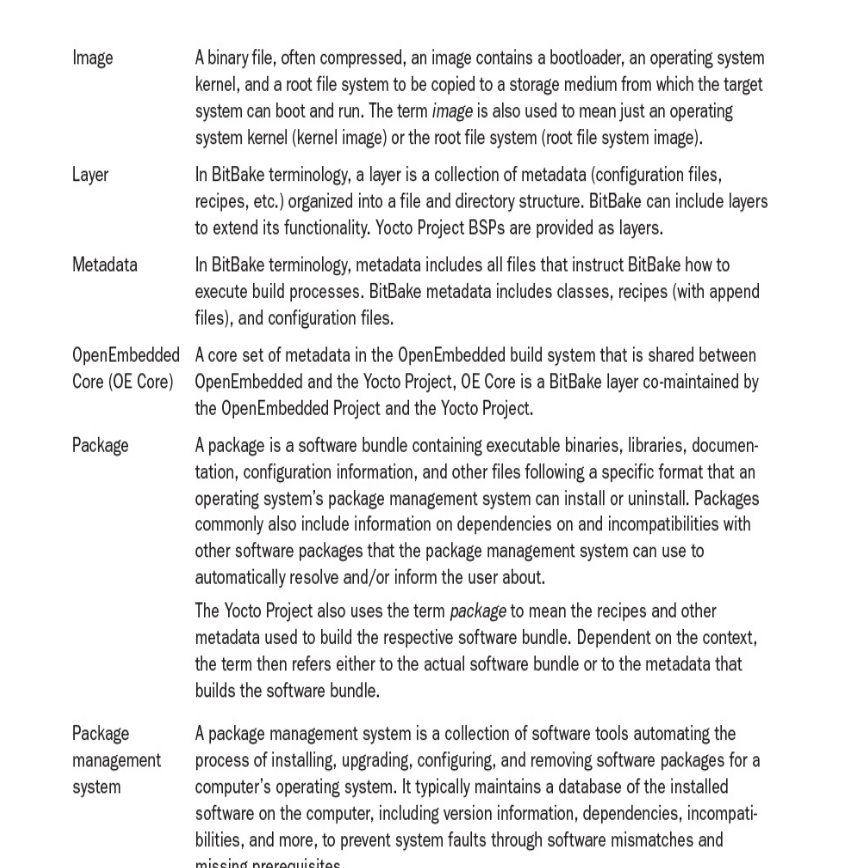 Image A binary file, often compressed, an image contains a bootloader, an operating system
kernel, and a root file system to be copied to a storage medium from which the target
system can boot and run. The term image is also used to mean just an operating
system kernel (kernel image) or the root file system (root file system image).
Layer In BitBake terminology, a layer is a collection of metadata (configuration files,
recipes, etc.) organized into a file and directory structure. BitBake can include layers
to extend its functionality. Yocto Project BSPs are provided as layers.
Metadata In BitBake terminology, metadata includes all files that instruct BitBake how to
execute build processes. BitBake metadata includes classes, recipes (with append
files), and configuration files.
OpenEmbedded A core set of metadata in the OpenEmbedded build system that is shared between
Core (OE Core) OpenEmbedded and the Yocto Project, OE Core is a BitBake layer co-maintained by
the OpenEmbedded Project and the Yocto Project.
Package A package is a software bundle containing executable binaries, libraries, documen-
tation, configuration information, and other files following a specific format that an
operating system's package management system can install or uninstall. Packages
commonly also include information on dependencies on and incompatibilities with
other software packages that the package management system can use to
automatically resolve and/or inform the user about.
The Yocto Project also uses the term package to mean the recipes and other
metadata used to build the respective software bundle. Dependent on the context,
the term then refers either to the actual software bundle or to the metadata that
builds the software bundle.
Package A package management system is a collection of software tools automating the
management process of installing, upgrading, configuring, and removing software packages for a
system computer's operating system. It typically maintains a database of the installed
software on the computer, including version information, dependencies, incompati-
bilities, and more, to prevent system faults through software mismatches and
missing prerequisites.